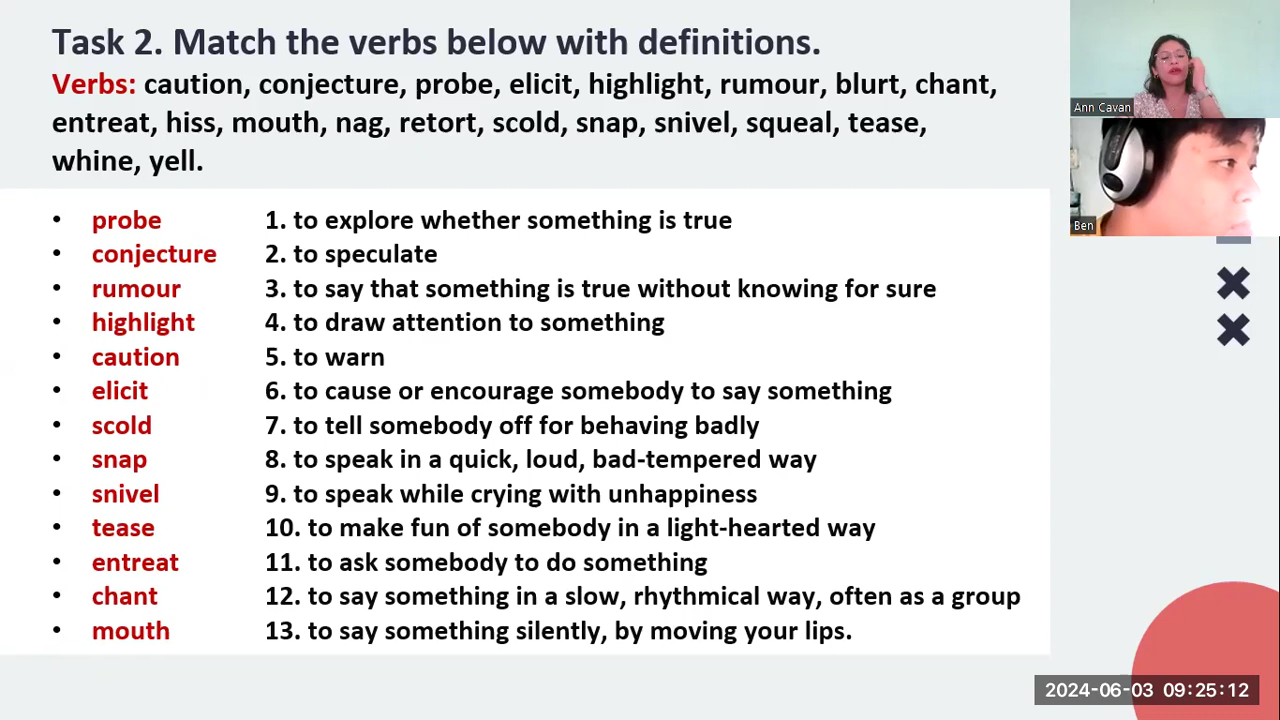 Task 2. Match the verbs below with definitions.
Verbs: caution, conjecture, probe, elicit, highlight, rumour, blurt, chant,
entreat, hiss, mouth, nag, retort, scold, snap, snivel, squeal, tease,
whine, yell.
• probe 1. to explore whether something is true
• conjecture 2. to speculate
• rumour 3. to say that something is true without knowing for sure
• highlight 4. to draw attention to something
• caution 5. to warn
• elicit 6. to cause or encourage somebody to say something
• scold 7. to tell somebody off for behaving badly
• snap 8. to speak in a quick, loud, bad-tempered way
• snivel 9. to speak while crying with unhappiness
• tease 10. to make fun of somebody in a light-hearted way
• entreat 11. to ask somebody to do something
• chant 12. to say something in a slow, rhythmical way, often as a group
• mouth 13. to say something silently, by moving your lips.
Ann Cavan
Ben
2024-06-03 09:25:12